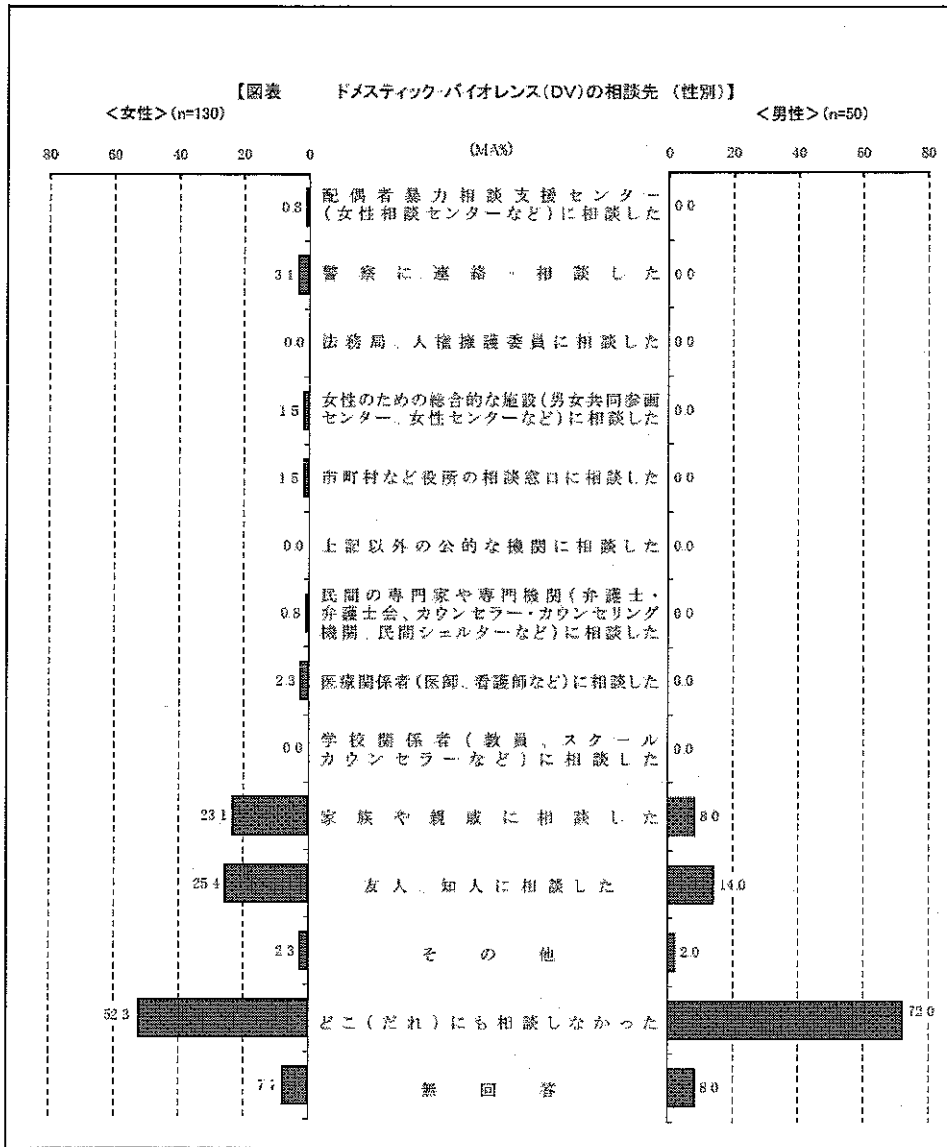 【図表　ドメスティック・バイオレンス(DV)の相談先 (性別)】
＜女性＞(n=130)
＜男性＞(n=50)
80 60 40 20 0
(MA%)
0 20 40 60 80
0.8 配偶者暴力相談支援センター 0.0
(女性相談センターなど)に相談した
3.1 警察に連絡・相談した 0.0
0.0 法務局、人権擁護委員に相談した 0.0
1.5 女性のための総合的な施設(男女共同参画 0.0
センター、女性センターなど)に相談した
1.5 市町村など役所の相談窓口に相談した 0.0
0.0 上記以外の公的な機関に相談した 0.0
民間の専門家や専門機関(弁護士・
0.8 弁護士会、カウンセラー・カウンセリング 0.0
機関、民間シェルターなど)に相談した
2.3 医療関係者(医師、看護師など)に相談した 0.0
0.0 学校関係者(教員、スクール 0.0
カウンセラーなど)に相談した
23.1 家族や親戚に相談した 8.0
25.4 友人、知人に相談した 14.0
2.3 その他 2.0
52.3 どこ(だれ)にも相談しなかった 72.0
7.7 無回答 8.0